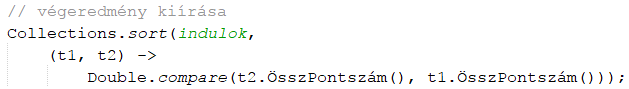 // végeredmény kiírása
Collections.sort(indulok,
(t1, t2) ->
Double.compare(t2.ÖsszPontszám(), t1.ÖsszPontszám()));